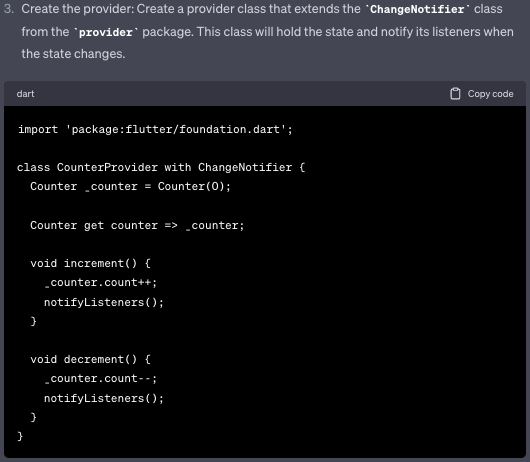 3. Create the provider: Create a provider class that extends the `ChangeNotifier` class
from the `provider` package. This class will hold the state and notify its listeners when
the state changes.
dart
Copy code
import 'package:flutter/foundation.dart';
class CounterProvider with ChangeNotifier {
Counter _counter = Counter(0);
Counter get counter => _counter;
void increment() {
_counter.count++;
notifyListeners();
}
void decrement() {
_counter.count--;
notifyListeners();
}
}